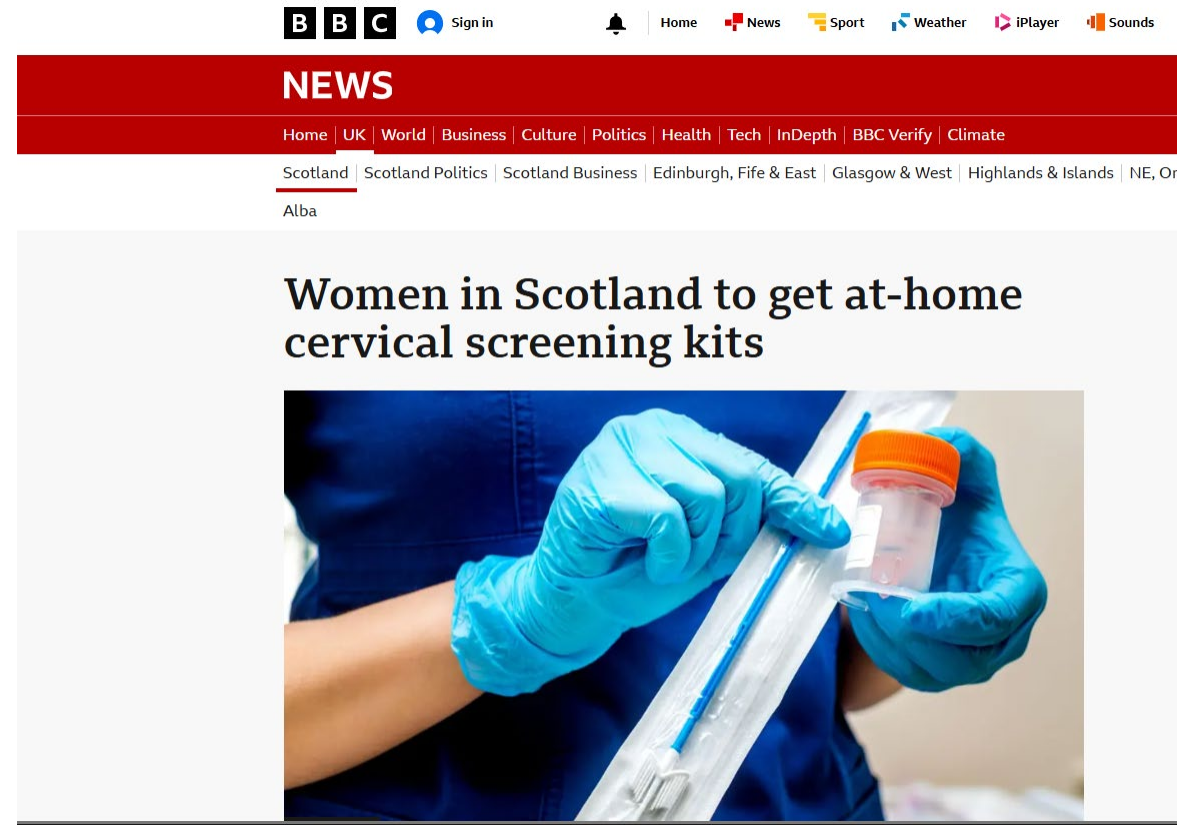 BBC Sign in Home News Sport Weather iPlayer Sounds
NEWS
Home UK World Business Culture Politics Health Tech InDepth BBC Verify Climate
Scotland Scotland Politics Scotland Business Edinburgh, Fife & East Glasgow & West Highlands & Islands NE,
Alba
Women in Scotland to get at-home
cervical screening kits